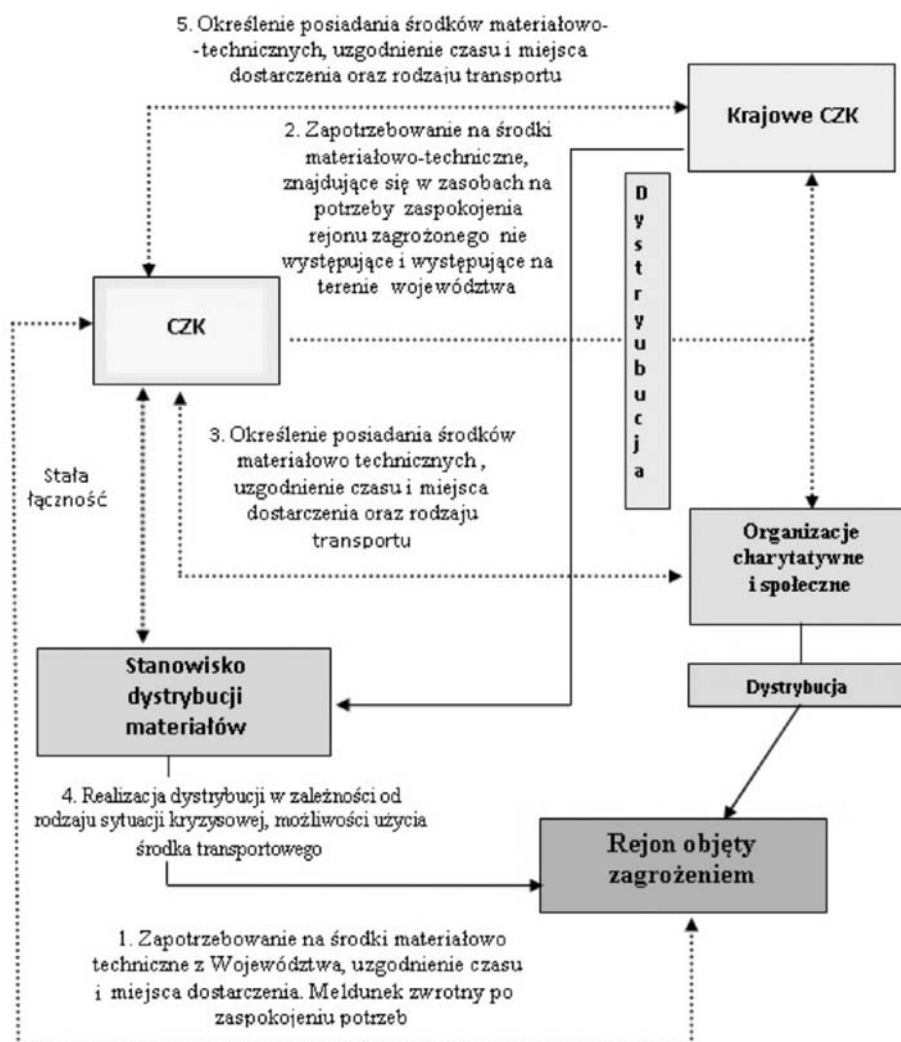 5. Określenie posiadania środków materiałowo-
-technicznych, uzgodnienie czasu i miejsca
dostarczenia oraz rodzaju transportu
Krajowe CZK
2. Zapotrzebowanie na środki
materiałowo-techniczne,
znajdujące się w zasobach na
potrzeby zaspokojenia
rejonu zagrożonego nie
występujące i występujące na
terenie województwa
D
y
s
t
r
y
u
b
u
c
j
a
CZK
3. Określenie posiadania środków
materiałowo technicznych ,
uzgodnienie czasu i miejsca
dostarczenia oraz rodzaju
transportu
Stała
łączność
Organizacje
charytatywne
i społeczne
Stanowisko
dystrybucji
materiałów
Dystrybucja
4. Realizacja dystrybucji w zależności od
rodzaju sytuacji kryzysowej, możliwości użycia
środka transportowego
Rejon objęty
zagrożeniem
1. Zapotrzebowanie na środki materiałowo
techniczne z Województwa, uzgodnienie czasu
i miejsca dostarczenia. Meldunek zwrotny po
zaspokojeniu potrzeb